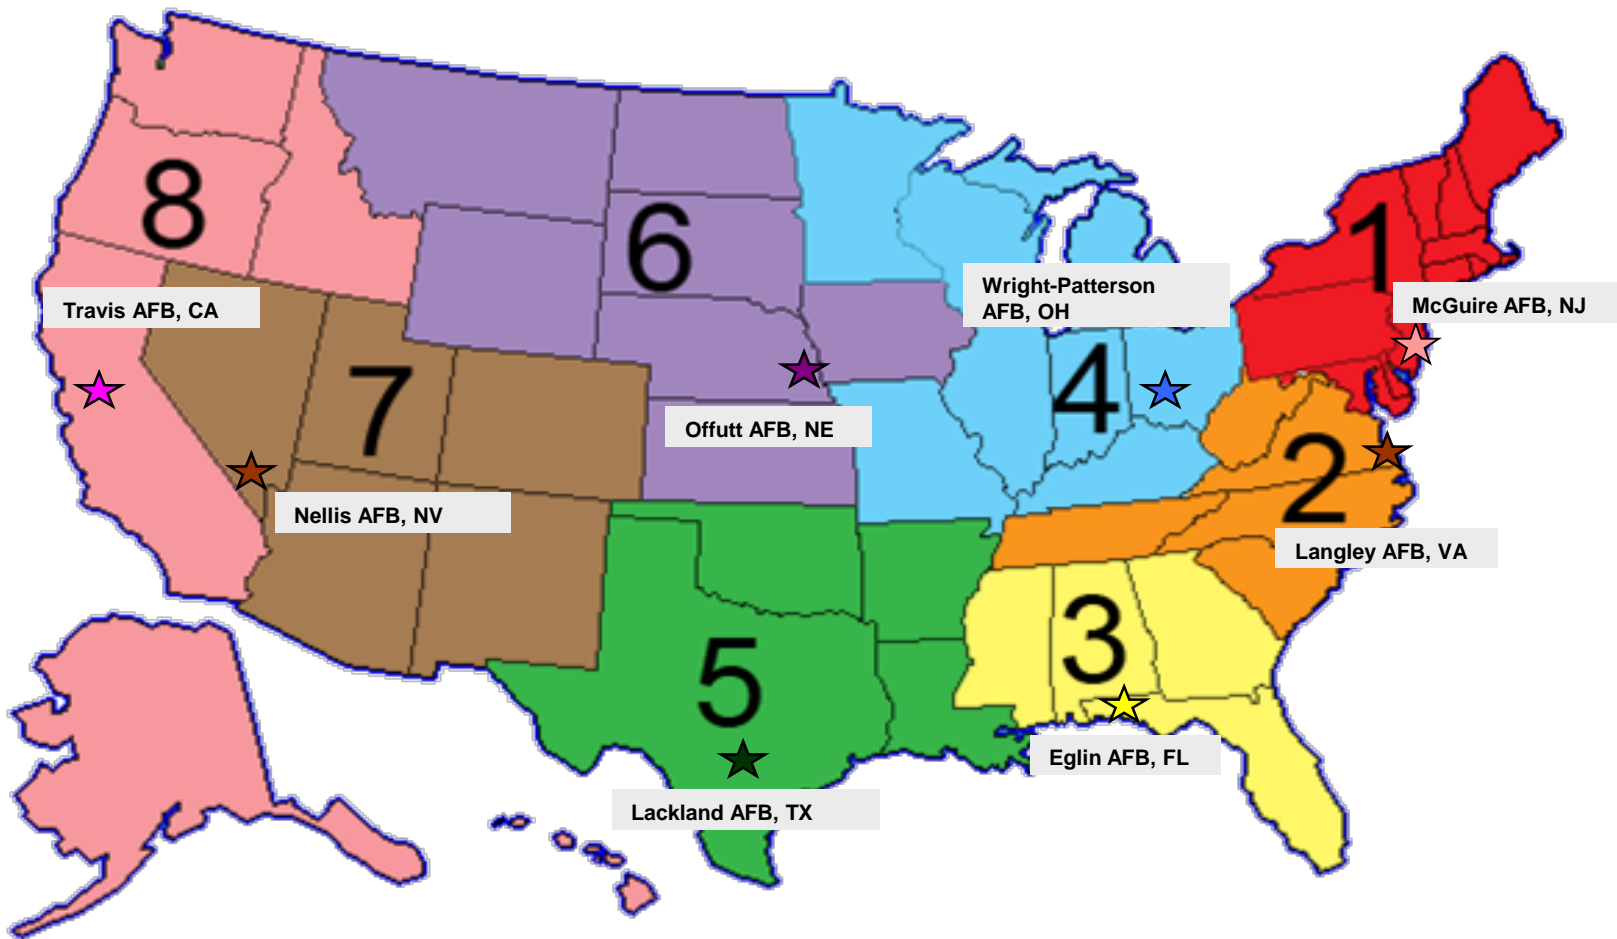 8
6
1
Wright-Patterson
AFB, OH
Travis AFB, CA
McGuire AFB, NJ
7
4
Offutt AFB, NE
2
Nellis AFB, NV
Langley AFB, VA
3
5
Eglin AFB, FL
Lackland AFB, TX